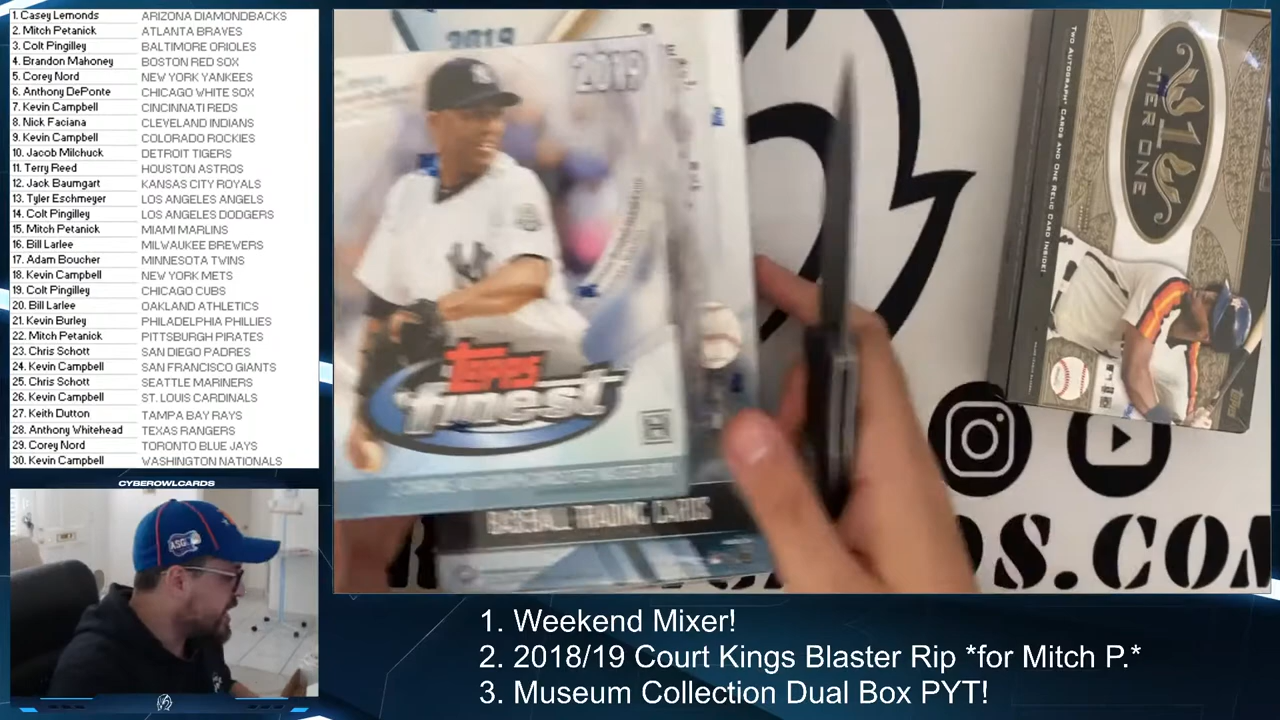 1. Casey Lemonds ARIZONA DIAMONDBACKS
2. Mitch Petanick ATLANTA BRAVES
3. Colt Pingilley BALTIMORE ORIOLES
4. Brandon Mahoney BOSTON RED SOX
5. Corey Nord NEW YORK YANKEES
6. Anthony DePonte CHICAGO WHITE SOX
7. Kevin Campbell CINCINNATI REDS
8. Nick Faciana CLEVELAND INDIANS
9. Kevin Campbell COLORADO ROCKIES
10. Jacob Milchuck DETROIT TIGERS
11. Terry Reed HOUSTON ASTROS
12. Jack Baumgart KANSAS CITY ROYALS
13. Tyler Eschmeyer LOS ANGELES ANGELS
14. Colt Pingilley LOS ANGELES DODGERS
15. Mitch Petanick MIAMI MARLINS
16. Bill Larlee MILWAUKEE BREWERS
17. Adam Boucher MINNESOTA TWINS
18. Kevin Campbell NEW YORK METS
19. Colt Pingilley CHICAGO CUBS
20. Bill Larlee OAKLAND ATHLETICS
21. Kevin Burley PHILADELPHIA PHILLIES
22. Mitch Petanick PITTSBURGH PIRATES
23. Chris Schott SAN DIEGO PADRES
24. Kevin Campbell SAN FRANCISCO GIANTS
25. Chris Schott SEATTLE MARINERS
26. Kevin Campbell ST. LOUIS CARDINALS
27. Keith Dutton TAMPA BAY RAYS
28. Anthony Whitehead TEXAS RANGERS
29. Corey Nord TORONTO BLUE JAYS
30. Kevin Campbell WASHINGTON NATIONALS
CYBEROWLCARDS
ASG
2019
2019
TOPPS
finest
H
BASEBALL TRADING CARDS
TIER ONE
TWO AUTOGRAPH CARDS AND ONE RELIC CARD INSIDE!
topps
DS.COM
1. Weekend Mixer!
2. 2018/19 Court Kings Blaster Rip *for Mitch P.*
3. Museum Collection Dual Box PYT!